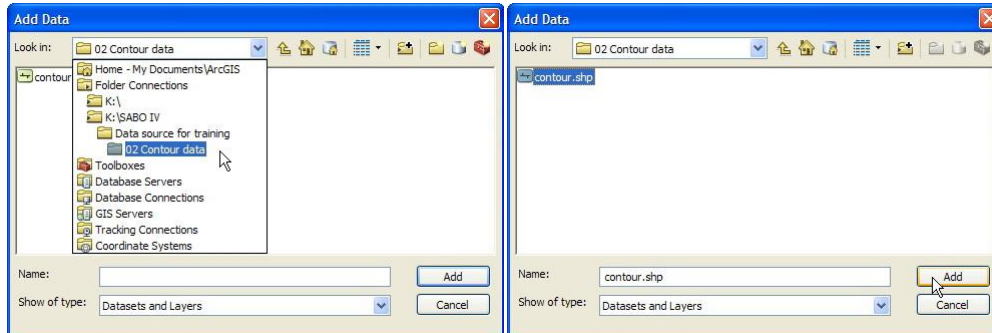 Add Data
Look in: 02 Contour data
contour
Home - My Documents\ArcGIS
Folder Connections
K:\
K:\SABO IV
Data source for training
02 Contour data
Toolboxes
Database Servers
Database Connections
GIS Servers
Tracking Connections
Coordinate Systems
Name: Add
Show of type: Datasets and Layers Cancel
Add Data
Look in: 02 Contour data
contour.shp
Name: contour.shp Add
Show of type: Datasets and Layers Cancel